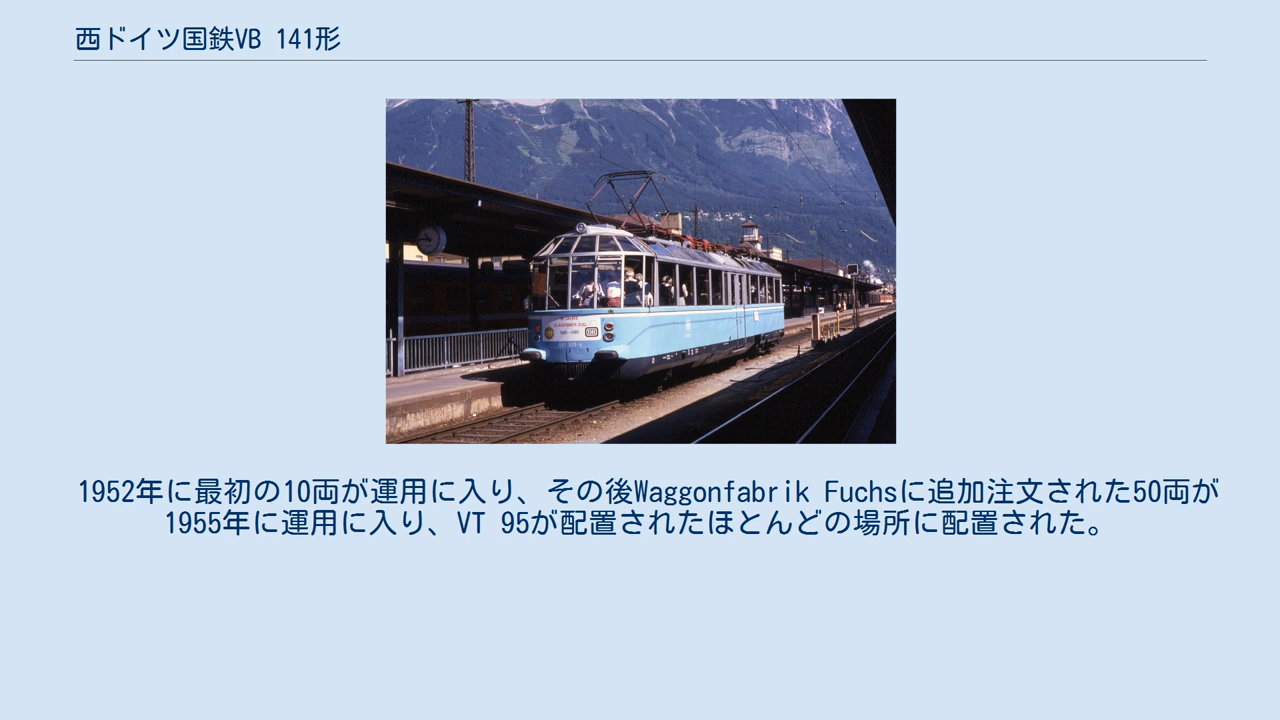 西ドイツ国鉄VB 141形
1952年に最初の10両が運用に入り、その後Waggonfabrik Fuchsに追加注文された50両が
1955年に運用に入り、VT 95が配置されたほとんどの場所に配置された。